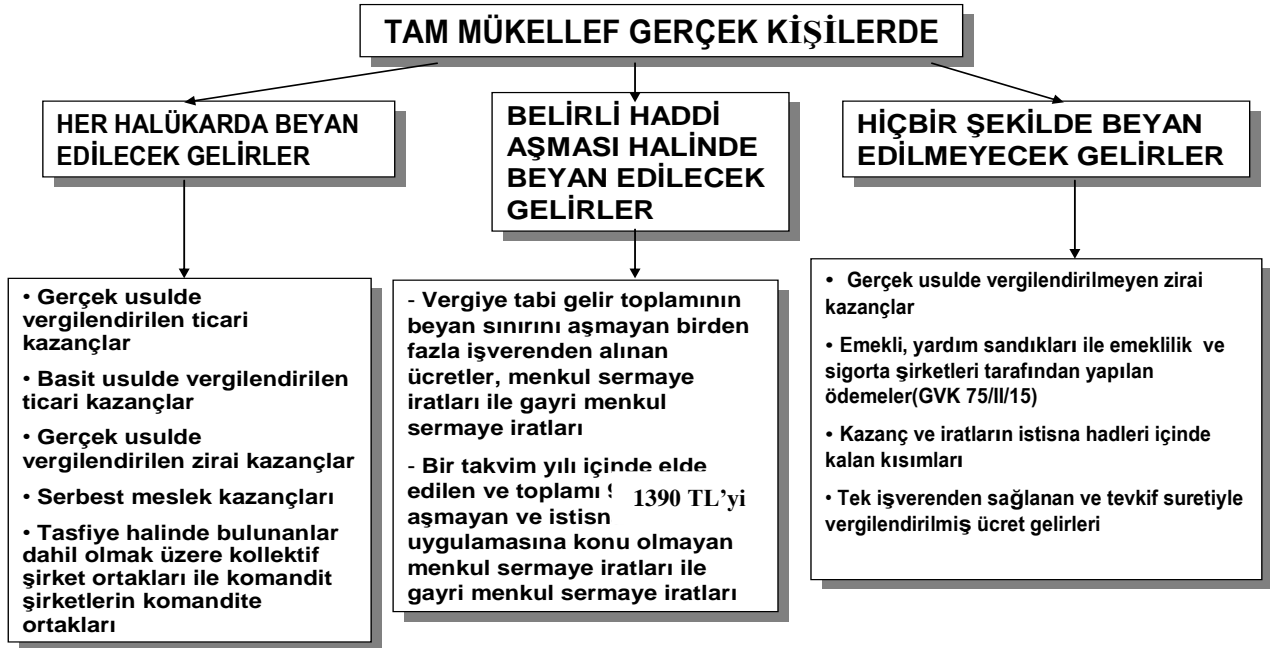 TAM MÜKELLEF GERÇEK KİŞİLERDE
HER HALÜKARDA BEYAN
EDİLECEK GELİRLER
BELİRLİ HADDİ
AŞMASI HALİNDE
BEYAN EDİLECEK
GELİRLER
HİÇBİR ŞEKİLDE BEYAN
EDİLMEYECEK GELİRLER
• Gerçek usulde
vergilendirilen ticari
kazançlar
• Basit usulde vergilendirilen
ticari kazançlar
• Gerçek usulde
vergilendirilen zirai kazançlar
• Serbest meslek kazançları
• Tasfiye halinde bulunanlar
dahil olmak üzere kollektif
şirket ortakları ile komandit
şirketlerin komandite
ortakları
- Vergiye tabi gelir toplamının
beyan sınırını aşmayan birden
fazla işverenden alınan
ücretler, menkul sermaye
iratları ile gayri menkul
sermaye iratları
- Bir takvim yılı içinde elde
edilen ve toplamı 1390 TL'yi
aşmayan ve
uygulamasına konu olmayan
menkul sermaye iratları ile
gayri menkul sermaye iratları
• Gerçek usulde vergilendirilmeyen zirai
kazançlar
• Emekli, yardım sandıkları ile emeklilik ve
sigorta şirketleri tarafından yapılan
ödemeler(GVK 75/II/15)
• Kazanç ve iratların istisna hadleri içinde
kalan kısımları
• Tek işverenden sağlanan ve tevkif suretiyle
vergilendirilmiş ücret gelirleri